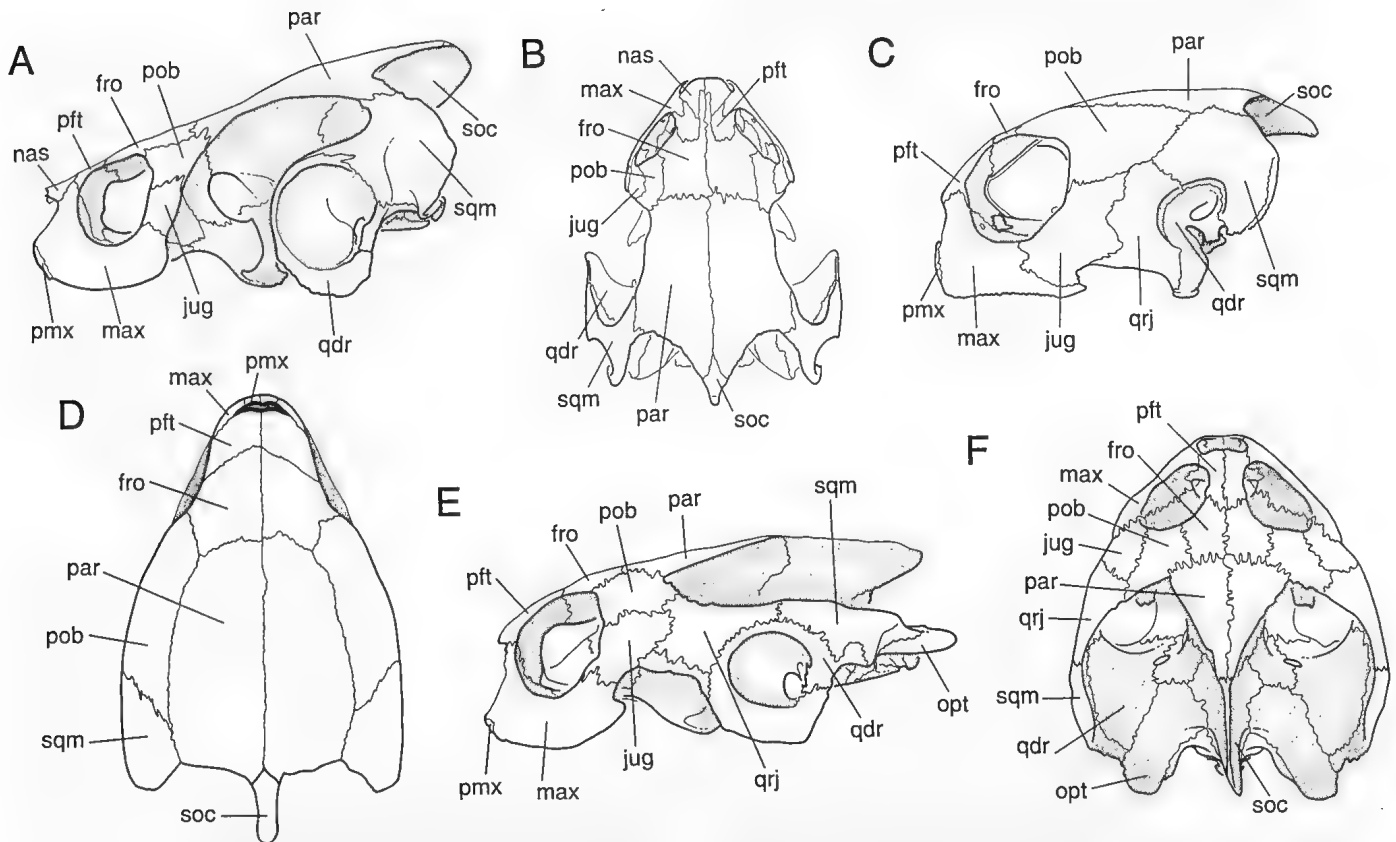 A
par
fro
pob
pft
nas
soc
sqm
pmx
max
jug
qdr
B
nas
pft
max
fro
pob
jug
qdr
sqm
par
soc
C
par
pob
soc
fro
pft
sqm
pmx
max
jug
qrj
qdr
D
pmx
max
pft
fro
par
pob
sqm
soc
E
sqm
par
pob
fro
pft
opt
qdr
pmx
max
jug
qrj
F
pft
fro
max
pob
jug
par
qrj
sqm
qdr
opt
soc